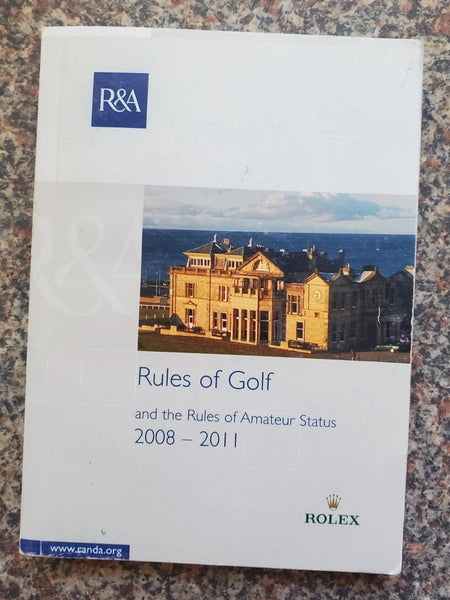 R&A
R&A
Rules of Golf
and the Rules of Amateur Status
2008 – 2011
ROLEX
www.randa.org